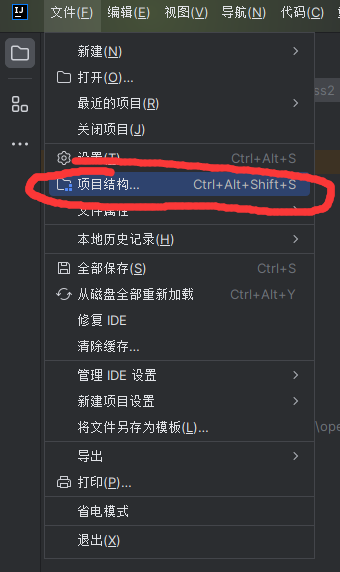 IJ 文件(F) 编辑(E) 视图(V) 导航(N) 代码(C)
新建(N)
打开(O)...
最近的项目(R)
关闭项目(J)
设置(T)... Ctrl+Alt+S
项目结构... Ctrl+Alt+Shift+S
文件属性
本地历史记录(H)
全部保存(S) Ctrl+S
从磁盘全部重新加载 Ctrl+Alt+Y
修复 IDE
清除缓存...
管理 IDE 设置
新建项目设置
将文件另存为模板(L)...
导出
打印(P)...
省电模式
退出(X)
ss2
\ope